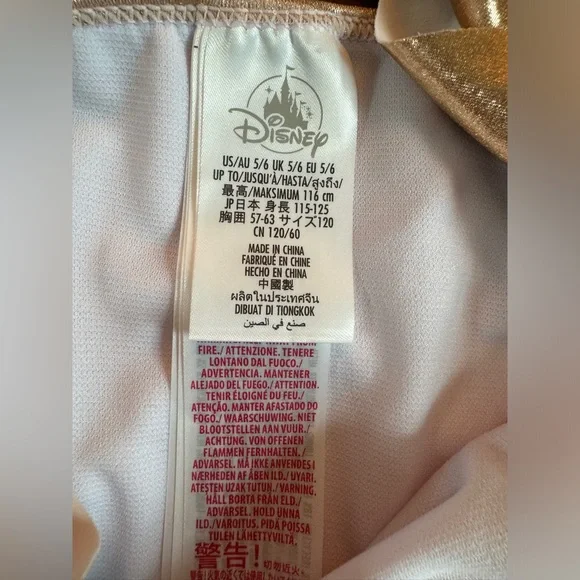 Disney
US/AU 5/6 UK 5/6 EU 5/6
UP TO/JUSQU'À/HASTA/สูงถึง/
最高/MAKSIMUM 116 cm
JP日本 身長 115-125
胸囲 57-63 サイズ120
CN 120/60
MADE IN CHINA
FABRIQUÉ EN CHINE
HECHO EN CHINA
中國製
ผลิตในประเทศจีน
DIBUAT DI TIONGKOK
صنع في الصين
FROM
FIRE./ ATTENZIONE. TENERE
LONTANO DAL FUOCO./
ADVERTENCIA. MANTENER
ALEJADO DEL FUEGO./ ATTENTION.
TENIR ÉLOIGNÉ DU FEU./
ATENÇÃO. MANTER AFASTADO DO
FOGO./ WAARSCHUWING. NIET
BLOOTSTELLEN AAN VUUR./
ACHTUNG. VON OFFENEN
FLAMMEN FERNHALTEN./
ADVARSEL. MÅ IKKE ANVENDES I
NÆRHEDEN AF ÅBEN ILD./ UYARI.
ATEŞTEN UZAK TUTUN./ VARNING.
HÅLL BORTA FRÅN ELD./
ADVARSEL. HOLD UNNA
ILD./ VAROITUS. PIDÄ POISSA
TULEN LÄHETTYVILTÄ.
警告! 切勿近火